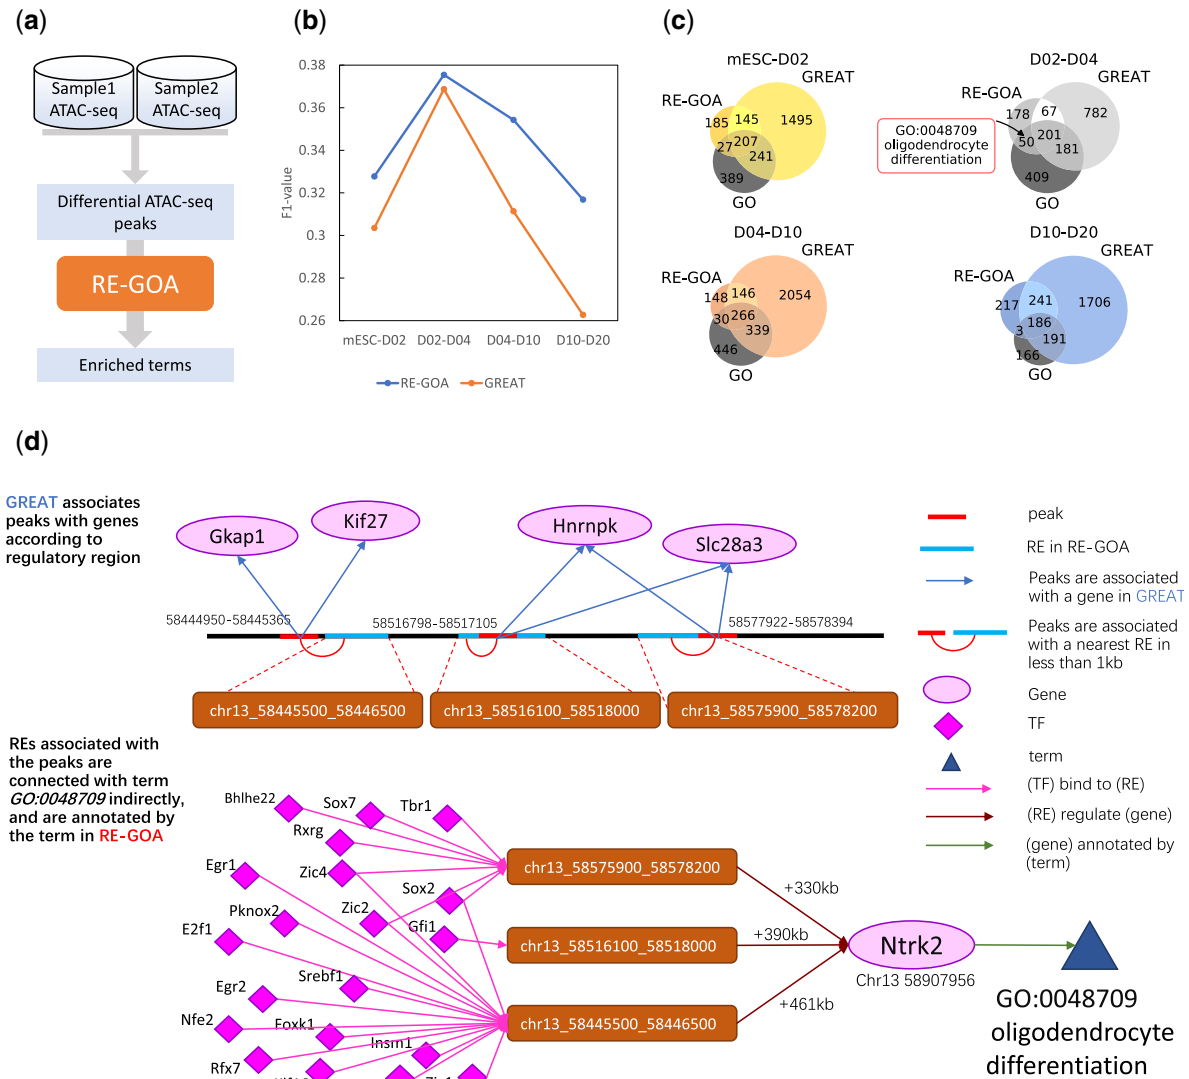 (a)
Sample1
ATAC-seq
Sample2
ATAC-seq
Differential ATAC-seq
peaks
RE-GOA
Enriched terms
(b)
0.38
0.36
0.34
0.32
0.3
0.28
0.26
F1-value
mESC-D02
D02-D04
D04-D10
D10-D20
RE-GOA
GREAT
(c)
mESC-D02
GREAT
RE-GOA
185
145
1495
27
207
241
389
GO
D02-D04
GREAT
RE-GOA
178
67
782
GO:0048709
oligodendrocyte
differentiation
50
201
181
409
GO
D04-D10
GREAT
RE-GOA
148
146
2054
30
266
339
446
GO
D10-D20
GREAT
RE-GOA
217
241
1706
3
186
191
166
GO
(d)
GREAT associates
peaks with genes
according to
regulatory region
Gkap1
Kif27
Hnrnpk
Slc28a3
58444950-58445365
58516798-58517105
58577922-58578394
chr13_58445500_58446500
chr13_58516100_58518000
chr13_58575900_58578200
peak
RE in RE-GOA
Peaks are associated
with a gene in GREAT
Peaks are associated
with a nearest RE in
less than 1kb
Gene
TF
term
(TF) bind to (RE)
(RE) regulate (gene)
(gene) annotated by
(term)
REs associated with
the peaks are
connected with term
GO:0048709 indirectly,
and are annotated by
the term in RE-GOA
Bhlhe22
Sox7
Tbr1
Rxrg
Egr1
Zic4
Sox2
Pknox2
Zic2
E2f1
Gfi1
Srebf1
Egr2
Nfe2
Foxk1
Insm1
Rfx7
chr13_58575900_58578200
chr13_58516100_58518000
chr13_58445500_58446500
+330kb
+390kb
+461kb
Ntrk2
Chr13 58907956
GO:0048709
oligodendrocyte
differentiation